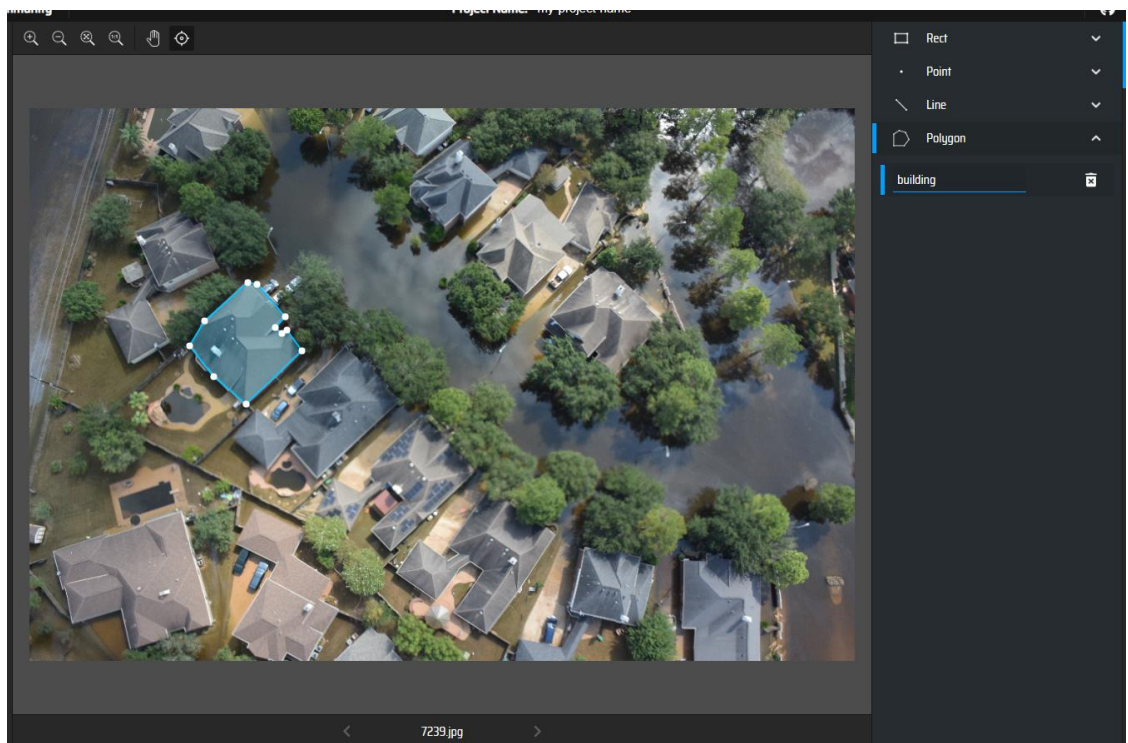 Project Name: my-project-name
Rect
Point
Line
Polygon
building
7239.jpg